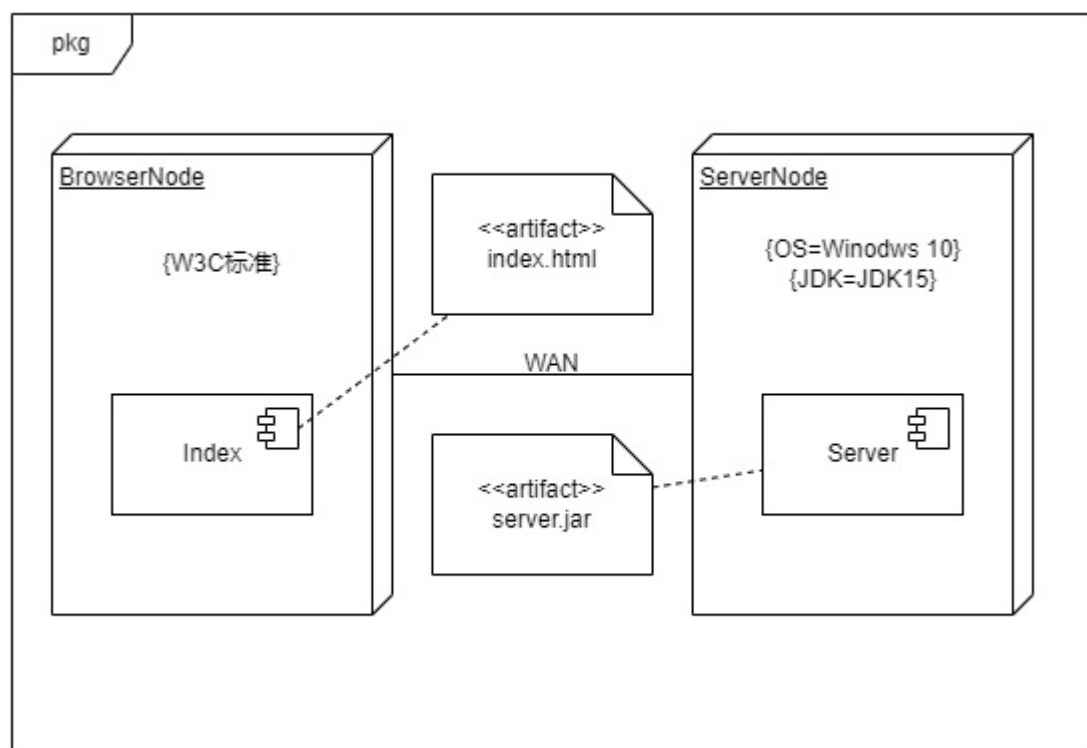 pkg
BrowserNode
{W3C标准}
<<artifact>>
index.html
ServerNode
{OS=Winodws 10}
{JDK=JDK15}
WAN
Index
<<artifact>>
server.jar
Server